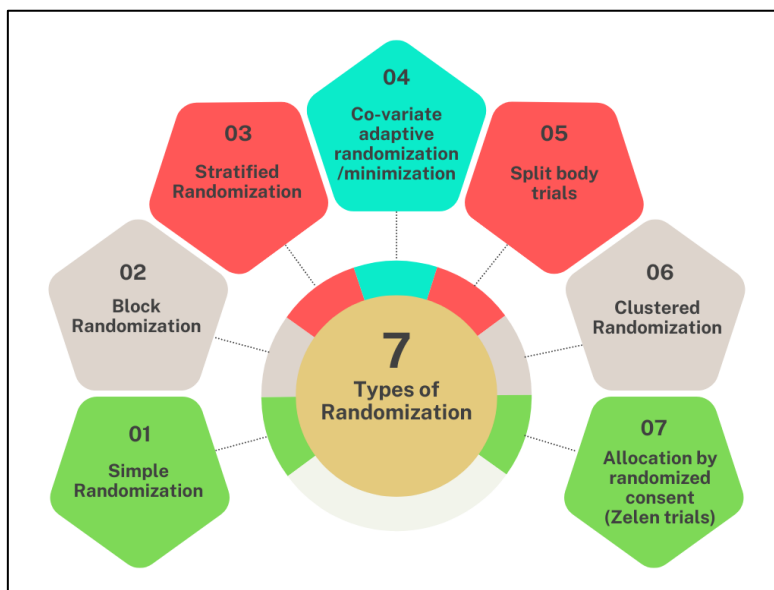 04
Co-variate
adaptive
randomization
/minimization
03
Stratified
Randomization
05
Split body
trials
02
Block
Randomization
06
Clustered
Randomization
7
Types of
Randomization
01
Simple
Randomization
07
Allocation by
randomized
consent
(Zelen trials)